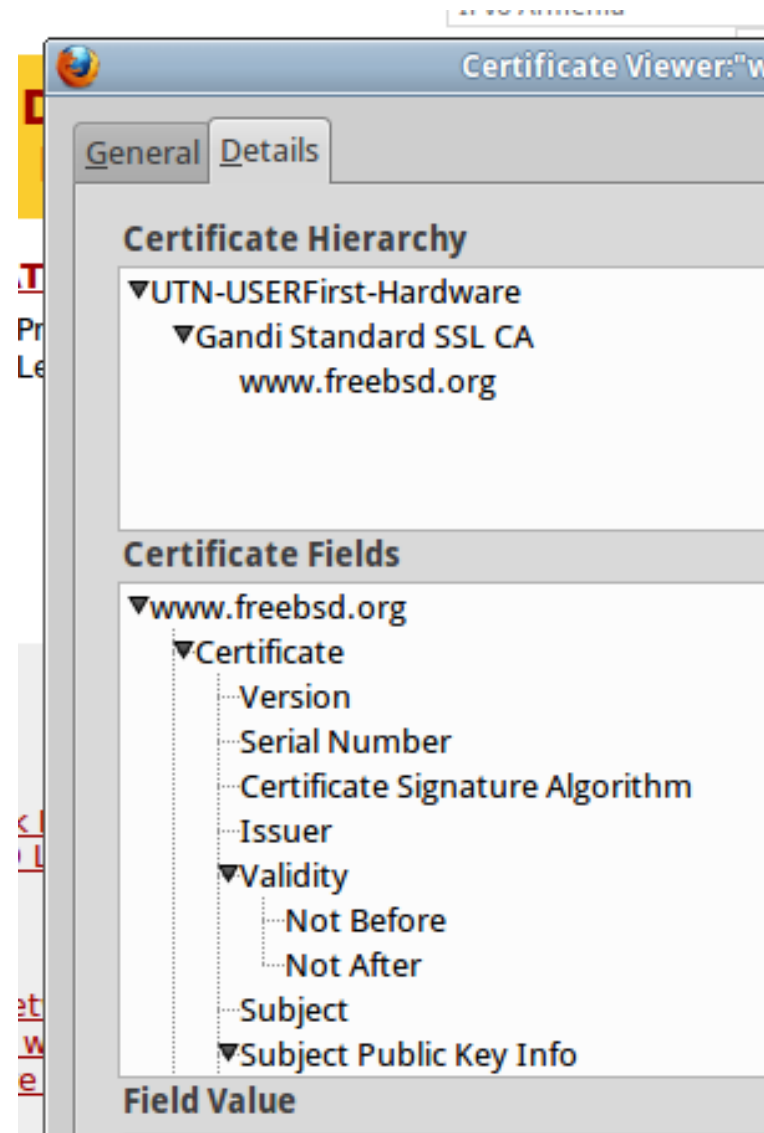 Certificate Viewer:"w
General Details
Certificate Hierarchy
UTN-USERFirst-Hardware
Gandi Standard SSL CA
www.freebsd.org
Certificate Fields
www.freebsd.org
Certificate
Version
Serial Number
Certificate Signature Algorithm
Issuer
Validity
Not Before
Not After
Subject
Subject Public Key Info
Field Value